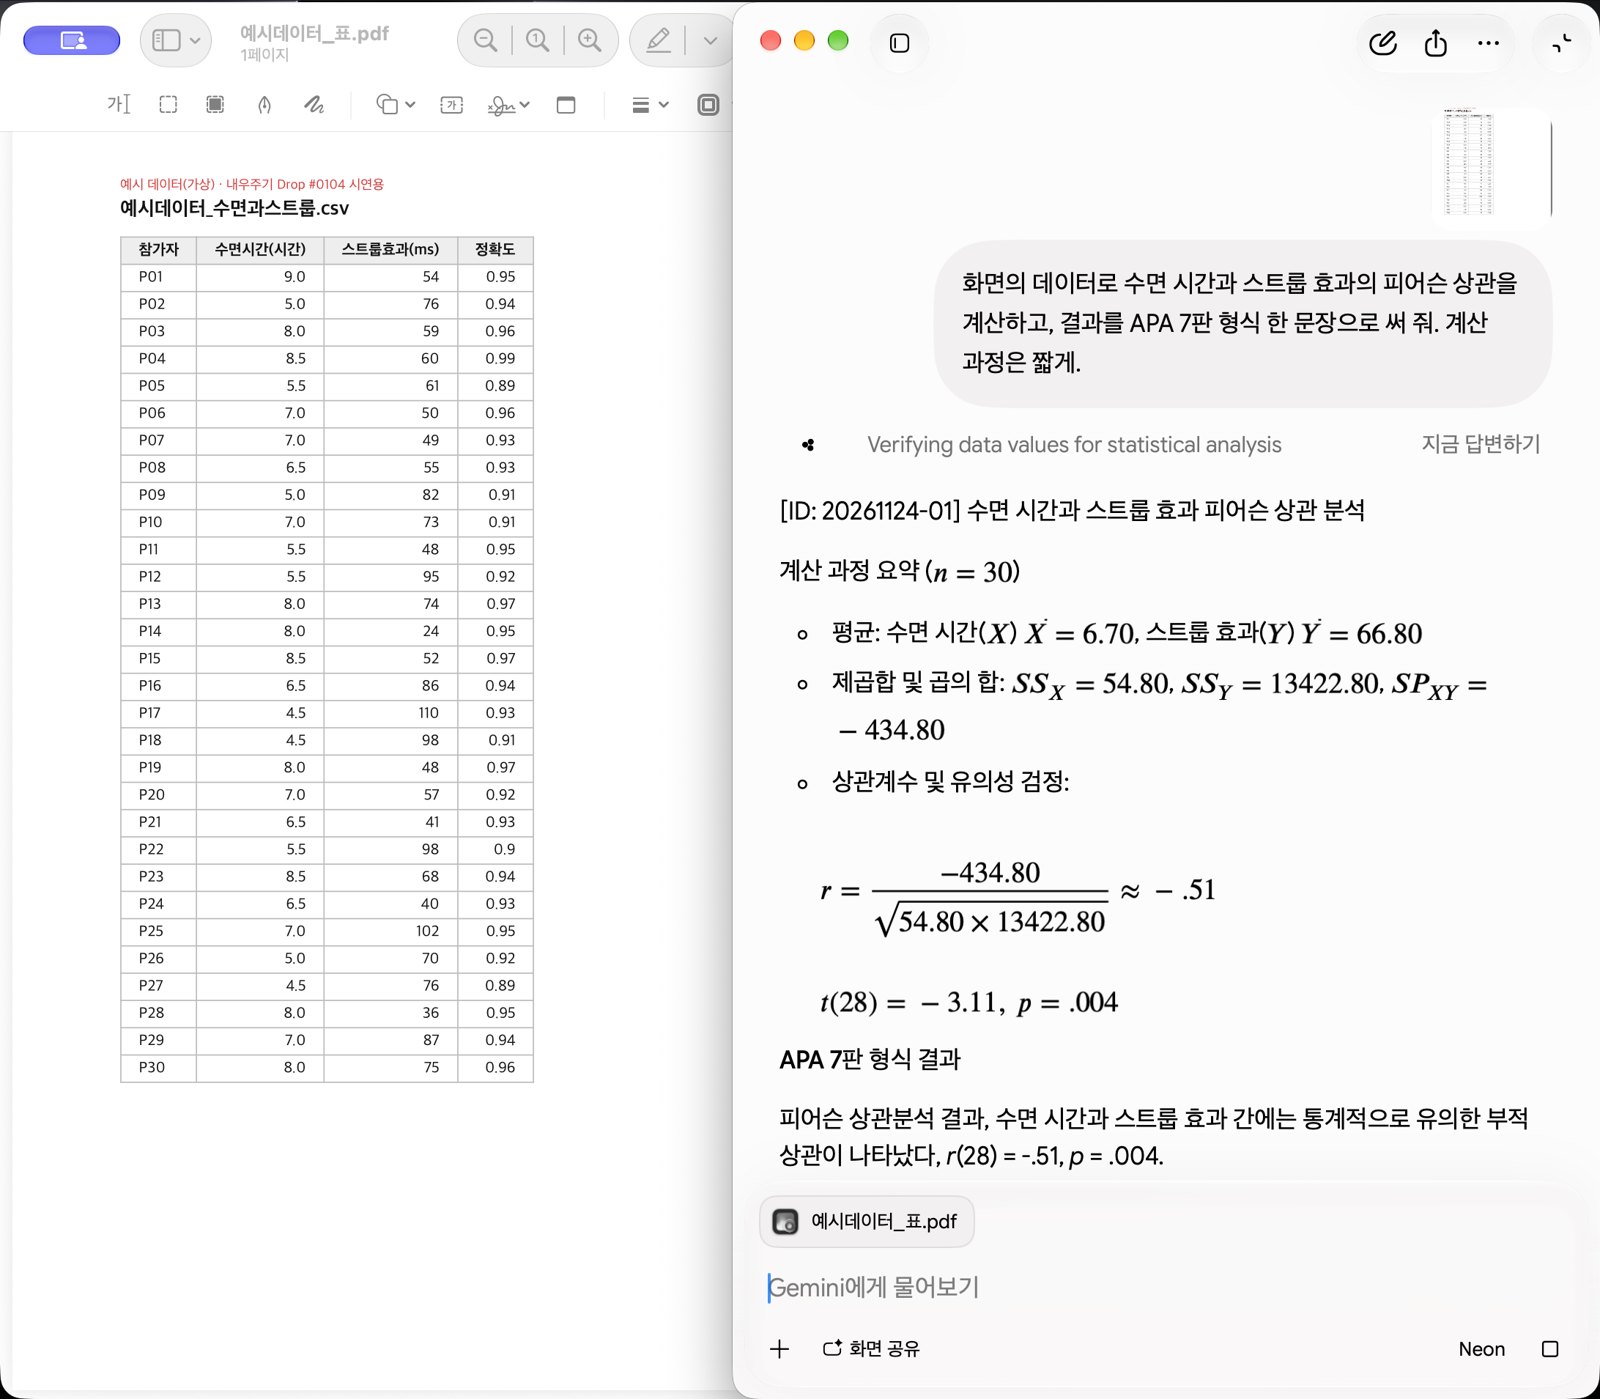 예시데이터_표.pdf
1페이지
예시 데이터(가상) · 내우주기 Drop #0104 시연용
예시데이터_수면과스트룹.csv
참가자 수면시간(시간) 스트룹효과(ms) 정확도
P01 9.0 54 0.95
P02 5.0 76 0.94
P03 8.0 59 0.96
P04 8.5 60 0.99
P05 5.5 61 0.89
P06 7.0 50 0.96
P07 7.0 49 0.93
P08 6.5 55 0.93
P09 5.0 82 0.91
P10 7.0 73 0.91
P11 5.5 48 0.95
P12 5.5 95 0.92
P13 8.0 74 0.97
P14 8.0 24 0.95
P15 8.5 52 0.97
P16 6.5 86 0.94
P17 4.5 110 0.93
P18 4.5 98 0.91
P19 8.0 48 0.97
P20 7.0 57 0.92
P21 6.5 41 0.93
P22 5.5 98 0.9
P23 8.5 68 0.94
P24 6.5 40 0.93
P25 7.0 102 0.95
P26 5.0 70 0.92
P27 4.5 76 0.89
P28 8.0 36 0.95
P29 7.0 87 0.94
P30 8.0 75 0.96
화면의 데이터로 수면 시간과 스트룹 효과의 피어슨 상관을
계산하고, 결과를 APA 7판 형식 한 문장으로 써 줘. 계산
과정은 짧게.
Verifying data values for statistical analysis 지금 답변하기
[ID: 20261124-01] 수면 시간과 스트룹 효과 피어슨 상관 분석
계산 과정 요약 (n = 30)
평균: 수면 시간(X) X̄ = 6.70, 스트룹 효과(Y) Ȳ = 66.80
제곱합 및 곱의 합: SS_X = 54.80, SS_Y = 13422.80, SP_XY =
− 434.80
상관계수 및 유의성 검정:
r = −434.80 / √(54.80 × 13422.80) ≈ − .51
t(28) = − 3.11, p = .004
APA 7판 형식 결과
피어슨 상관분석 결과, 수면 시간과 스트룹 효과 간에는 통계적으로 유의한 부적
상관이 나타났다, r(28) = -.51, p = .004.
예시데이터_표.pdf
Gemini에게 물어보기
화면 공유 Neon